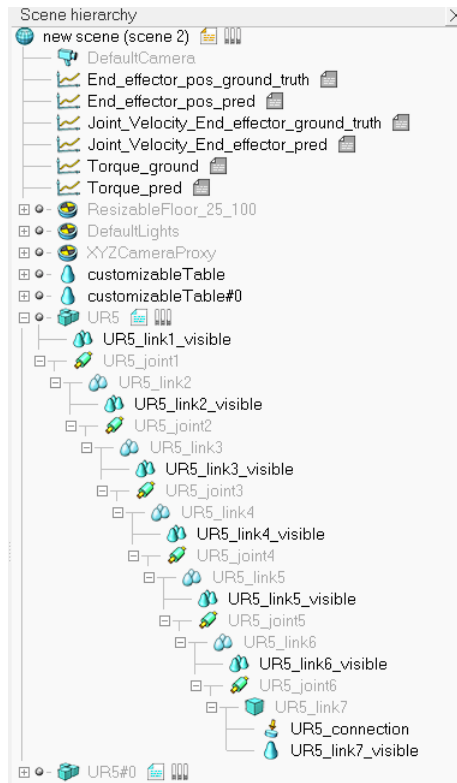 Scene hierarchy
new scene (scene 2)
DefaultCamera
End_effector_pos_ground_truth
End_effector_pos_pred
Joint_Velocity_End_effector_ground_truth
Joint_Velocity_End_effector_pred
Torque_ground
Torque_pred
ResizableFloor_25_100
DefaultLights
XYZCameraProxy
customizableTable
customizableTable#0
UR5
UR5_link1_visible
UR5_joint1
UR5_link2
UR5_link2_visible
UR5_joint2
UR5_link3
UR5_link3_visible
UR5_joint3
UR5_link4
UR5_link4_visible
UR5_joint4
UR5_link5
UR5_link5_visible
UR5_joint5
UR5_link6
UR5_link6_visible
UR5_joint6
UR5_link7
UR5_connection
UR5_link7_visible
UR5#0